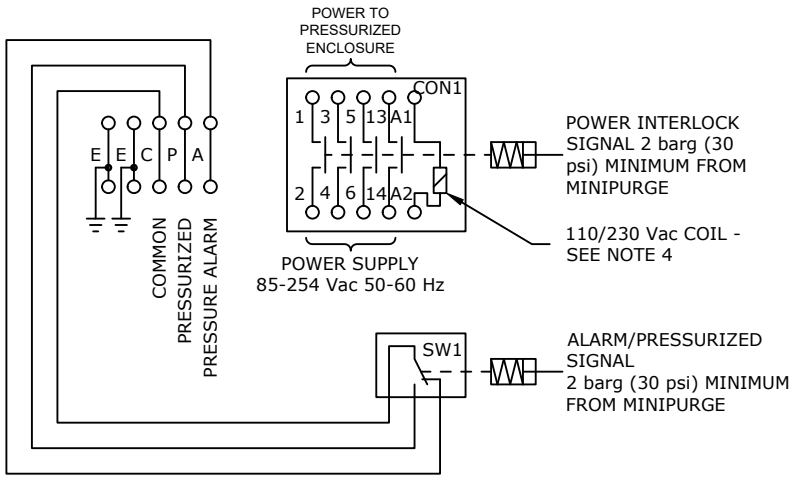 POWER TO
PRESSURIZED
ENCLOSURE
CON1
1 3 5 13 A1
2 4 6 14 A2
POWER SUPPLY
85-254 Vac 50-60 Hz
E E C P A
COMMON
PRESSURIZED
PRESSURE ALARM
POWER INTERLOCK
SIGNAL 2 barg (30
psi) MINIMUM FROM
MINIPURGE
110/230 Vac COIL -
SEE NOTE 4
SW1
ALARM/PRESSURIZED
SIGNAL
2 barg (30 psi) MINIMUM
FROM MINIPURGE